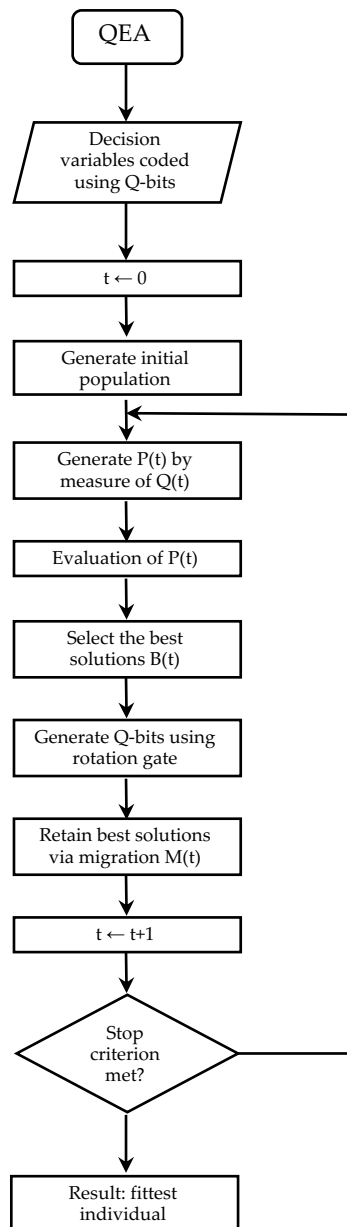 QEA
Decision
variables coded
using Q-bits
t ← 0
Generate initial
population
Generate P(t) by
measure of Q(t)
Evaluation of P(t)
Select the best
solutions B(t)
Generate Q-bits using
rotation gate
Retain best solutions
via migration M(t)
t ← t+1
Stop
criterion
met?
Result: fittest
individual